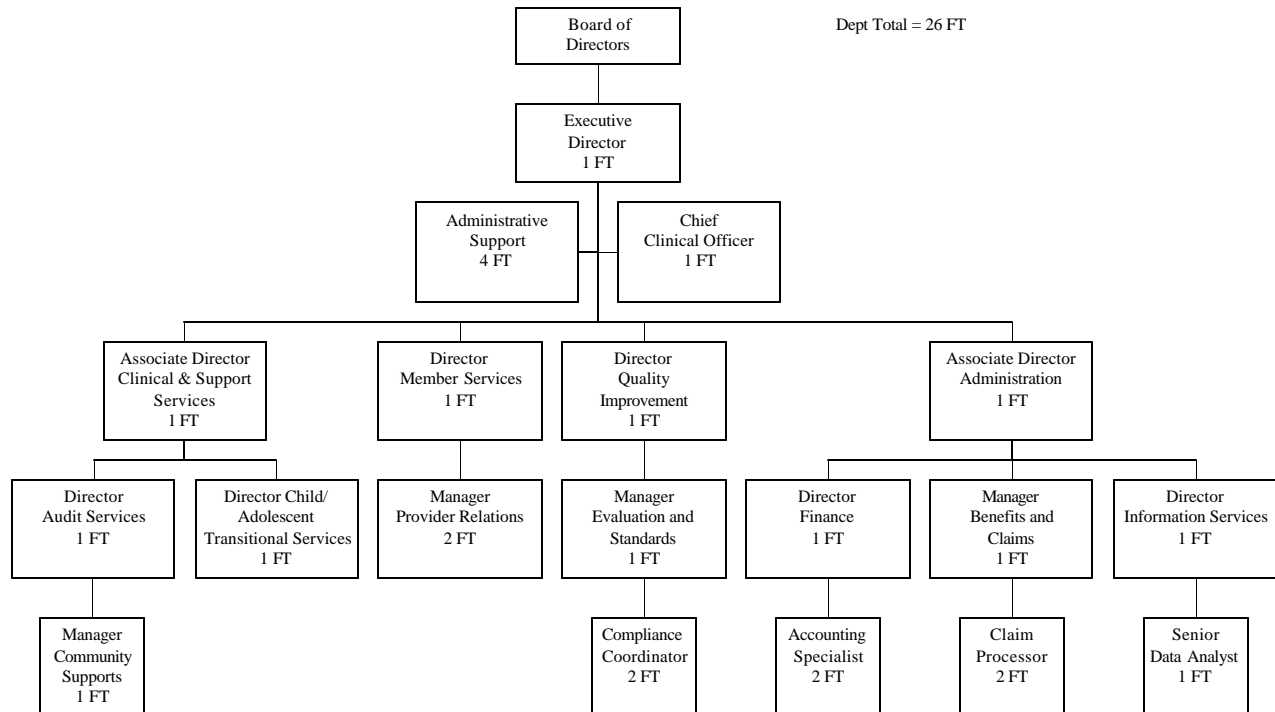 Board of
Directors
Dept Total = 26 FT
Executive
Director
1 FT
Administrative
Support
4 FT
Chief
Clinical Officer
1 FT
Associate Director
Clinical & Support
Services
1 FT
Director
Member Services
1 FT
Director
Quality
Improvement
1 FT
Associate Director
Administration
1 FT
Director
Audit Services
1 FT
Director Child/
Adolescent
Transitional Services
1 FT
Manager
Provider Relations
2 FT
Manager
Evaluation and
Standards
1 FT
Director
Finance
1 FT
Manager
Benefits and
Claims
1 FT
Director
Information Services
1 FT
Manager
Community
Supports
1 FT
Compliance
Coordinator
2 FT
Accounting
Specialist
2 FT
Claim
Processor
2 FT
Senior
Data Analyst
1 FT